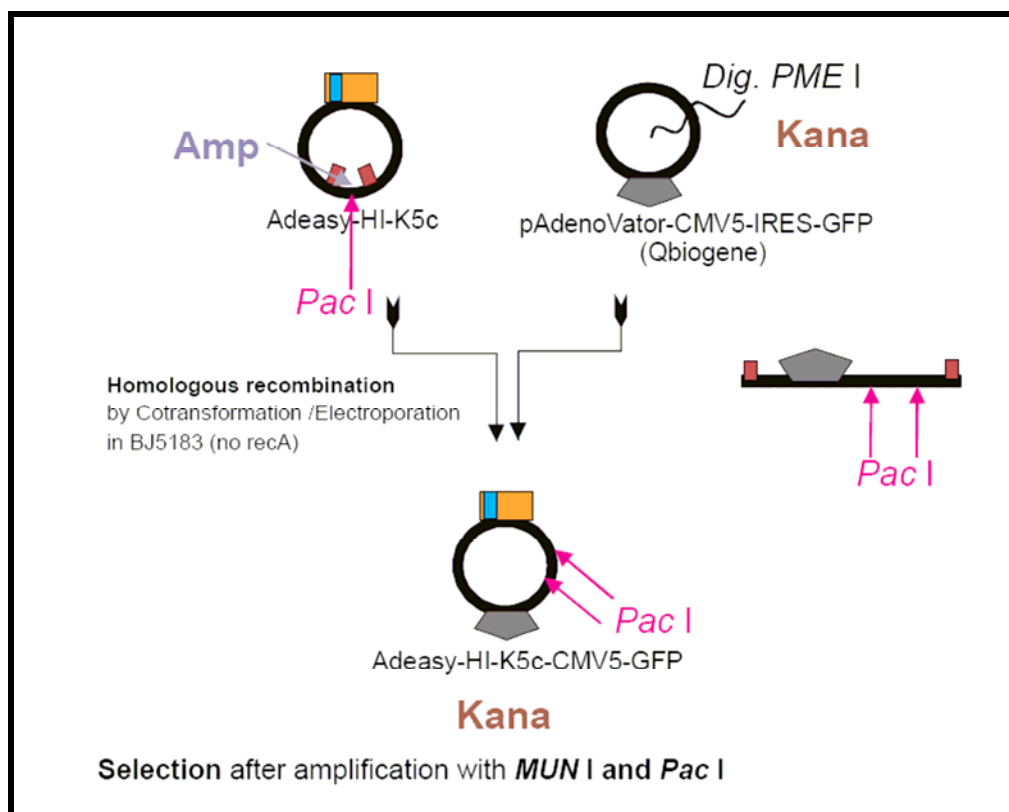 Dig. PME I
Amp
Kana
Adeasy-HI-K5c
pAdenoVator-CMV5-IRES-GFP
(Qbiogene)
Pac I
Homologous recombination
by Cotransformation /Electroporation
in BJ5183 (no recA)
Pac I
Pac I
Adeasy-HI-K5c-CMV5-GFP
Kana
Selection after amplification with MUN I and Pac I